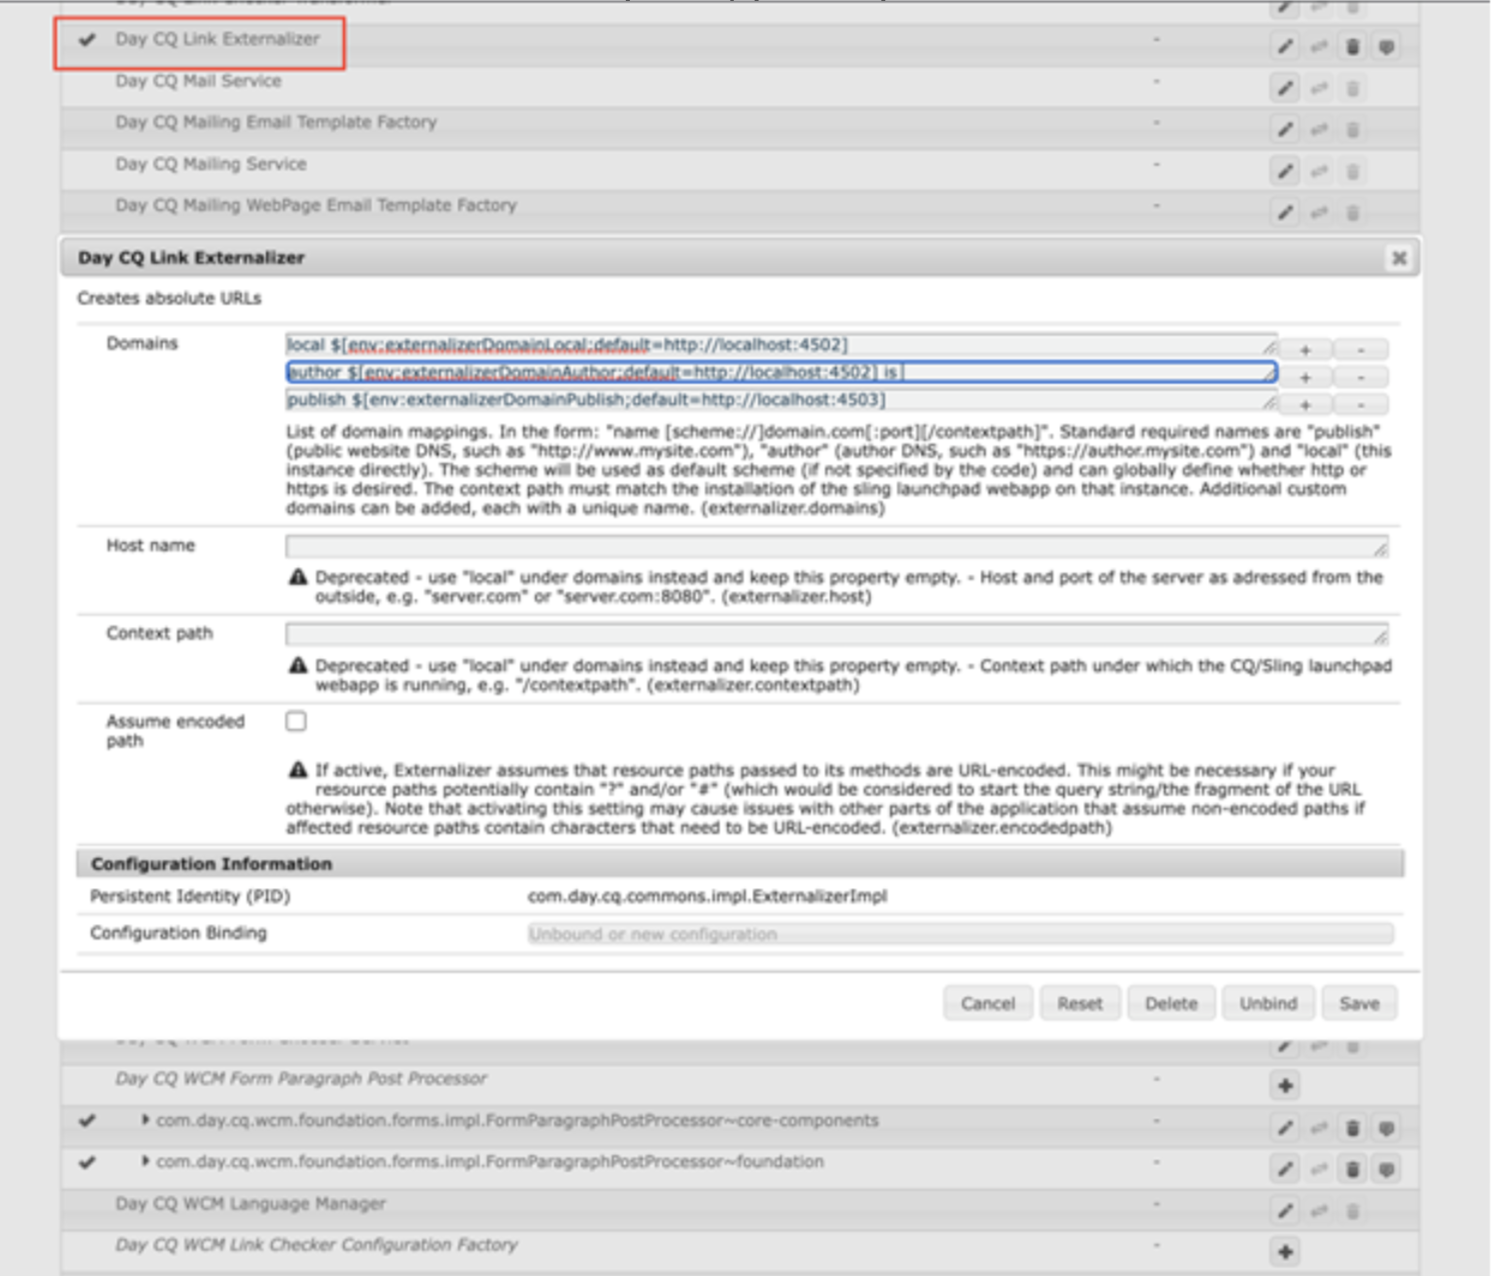 Day CQ Link Externalizer -
Day CQ Mail Service -
Day CQ Mailing Email Template Factory -
Day CQ Mailing Service -
Day CQ Mailing WebPage Email Template Factory -
Day CQ Link Externalizer
Creates absolute URLs
Domains
local $[env:externalizerDomainLocal;default=http://localhost:4502]
author $[env:externalizerDomainAuthor;default=http://localhost:4502] is
publish $[env:externalizerDomainPublish;default=http://localhost:4503]
List of domain mappings. In the form: "name [scheme://]domain.com[:port][/contextpath]". Standard required names are "publish"
(public website DNS, such as "http://www.mysite.com"), "author" (author DNS, such as "https://author.mysite.com") and "local" (this
instance directly). The scheme will be used as default scheme (if not specified by the code) and can globally define whether http or
https is desired. The context path must match the installation of the sling launchpad webapp on that instance. Additional custom
domains can be added, each with a unique name. (externalizer.domains)
Host name
Deprecated - use "local" under domains instead and keep this property empty. - Host and port of the server as adressed from the
outside, e.g. "server.com" or "server.com:8080". (externalizer.host)
Context path
Deprecated - use "local" under domains instead and keep this property empty. - Context path under which the CQ/Sling launchpad
webapp is running, e.g. "/contextpath". (externalizer.contextpath)
Assume encoded
path
If active, Externalizer assumes that resource paths passed to its methods are URL-encoded. This might be necessary if your
resource paths potentially contain "?" and/or "#" (which would be considered to start the query string/the fragment of the URL
otherwise). Note that activating this setting may cause issues with other parts of the application that assume non-encoded paths if
affected resource paths contain characters that need to be URL-encoded. (externalizer.encodedpath)
Configuration Information
Persistent Identity (PID) com.day.cq.commons.impl.ExternalizerImpl
Configuration Binding Unbound or new configuration
Cancel Reset Delete Unbind Save
Day CQ WCM Form Paragraph Post Processor -
com.day.cq.wcm.foundation.forms.impl.FormParagraphPostProcessor~core-components -
com.day.cq.wcm.foundation.forms.impl.FormParagraphPostProcessor~foundation -
Day CQ WCM Language Manager -
Day CQ WCM Link Checker Configuration Factory -